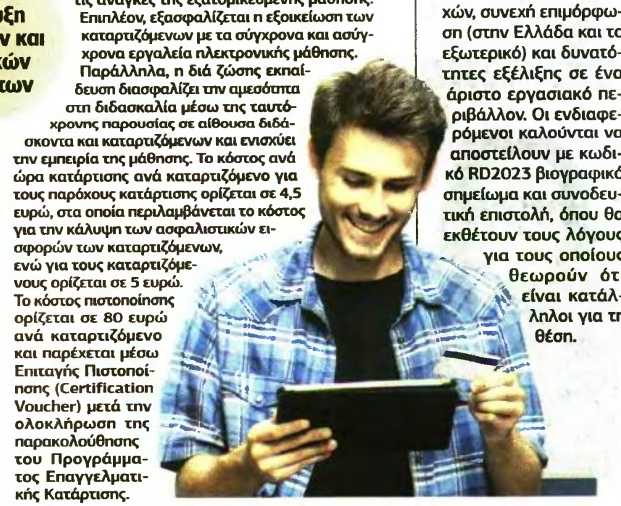 ξη
ν και
κών
των
τις ανάγκες της εξατομικευμένης μάθησης.
Επιπλέον, εξασφαλίζεται η εξοικείωση των
καταρτιζόμενων με τα σύγχρονα και ασύγ-
χρονα εργαλεία ηλεκτρονικής μάθησης.
Παράλληλα, η διά ζώσης εκπαί-
δευση διασφαλίζει την αμεσότητα
στη διδασκαλία μέσω της ταυτό-
χρονης παρουσίας σε αίθουσα διδά-
σκοντα και καταρτιζόμενων και ενισχύει
την εμπειρία της μάθησης. Το κόστος ανά
ώρα κατάρτισης ανά καταρτιζόμενο για
τους παρόχους κατάρτισης ορίζεται σε 4,5
ευρώ, στα οποία περιλαμβάνεται το κόστος
για την κάλυψη των ασφαλιστικών ει-
σφορών των καταρτιζόμενων,
ενώ για τους καταρτιζόμε-
νους ορίζεται σε 5 ευρώ.
Το κόστος πιστοποίησης
ορίζεται σε 80 ευρώ
ανά καταρτιζόμενο
και παρέχεται μέσω
Επιταγής Πιστοποί-
ησης (Certification
Voucher) μετά την
ολοκλήρωση της
παρακολούθησης
του Προγράμμα-
τος Επαγγελματι-
κής Κατάρτισης.
χών, συνεχή επιμόρφω-
ση (στην Ελλάδα και το
εξωτερικό) και δυνατό-
τητες εξέλιξης σε ένα
άριστο εργασιακό πε-
ριβάλλον. Οι ενδιαφε-
ρόμενοι καλούνται να
αποστείλουν με κωδι-
κό RD2023 βιογραφικό
σημείωμα και συνοδευ-
τική επιστολή, όπου θα
εκθέτουν τους λόγους
για τους οποίους
θεωρούν ότ
είναι κατάλ-
ληλοι για τη
θέση.